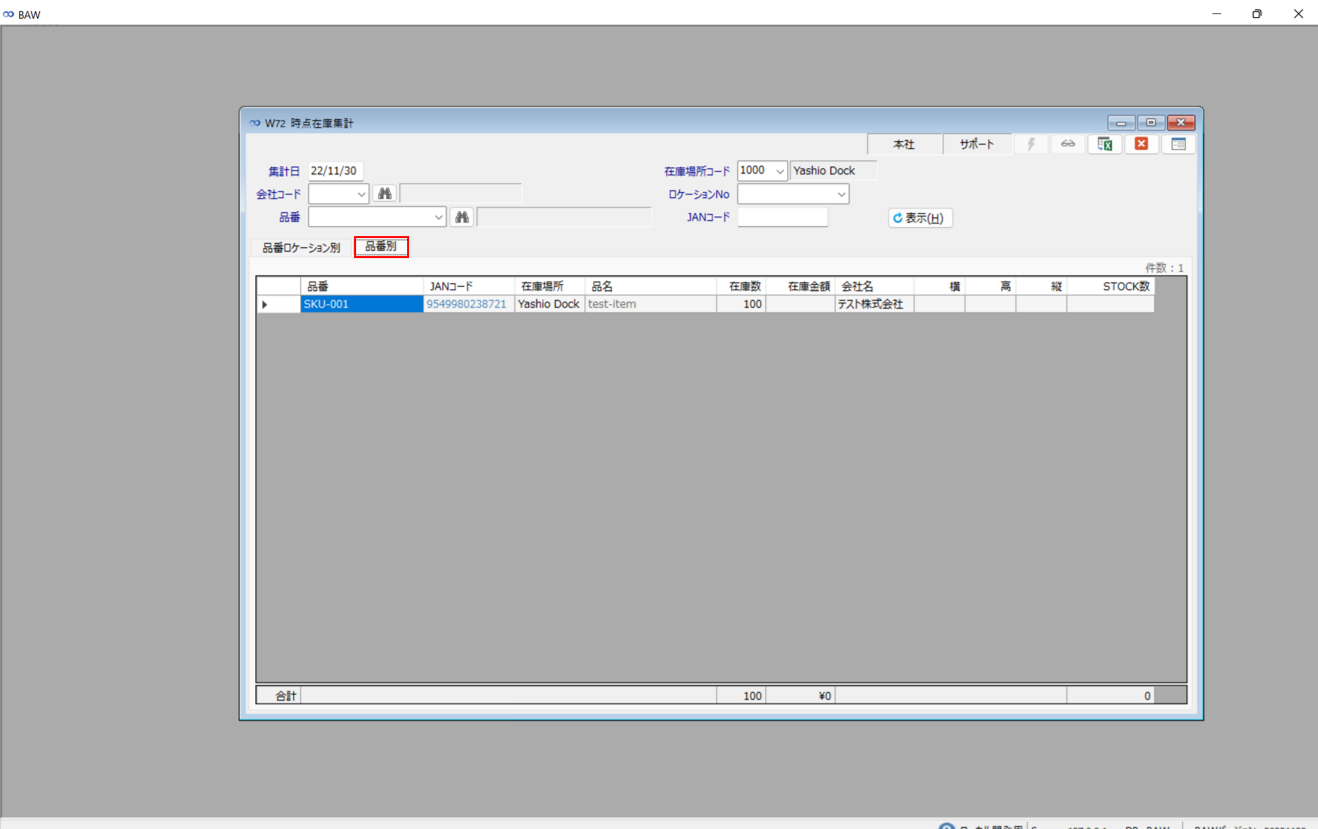 BAW
W72 時点在庫集計
本社 サポート
集計日 22/11/30 在庫場所コード 1000 Yashio Dock
会社コード ロケーションNo
品番 JANコード 表示(H)
品番ロケーション別 品番別
件数：1
品番 JANコード 在庫場所 品名 在庫数 在庫金額 会社名 横 高 縦 STOCK数
SKU-001 9549980238721 Yashio Dock test-item 100 テスト株式会社
合計 100 ¥0 0